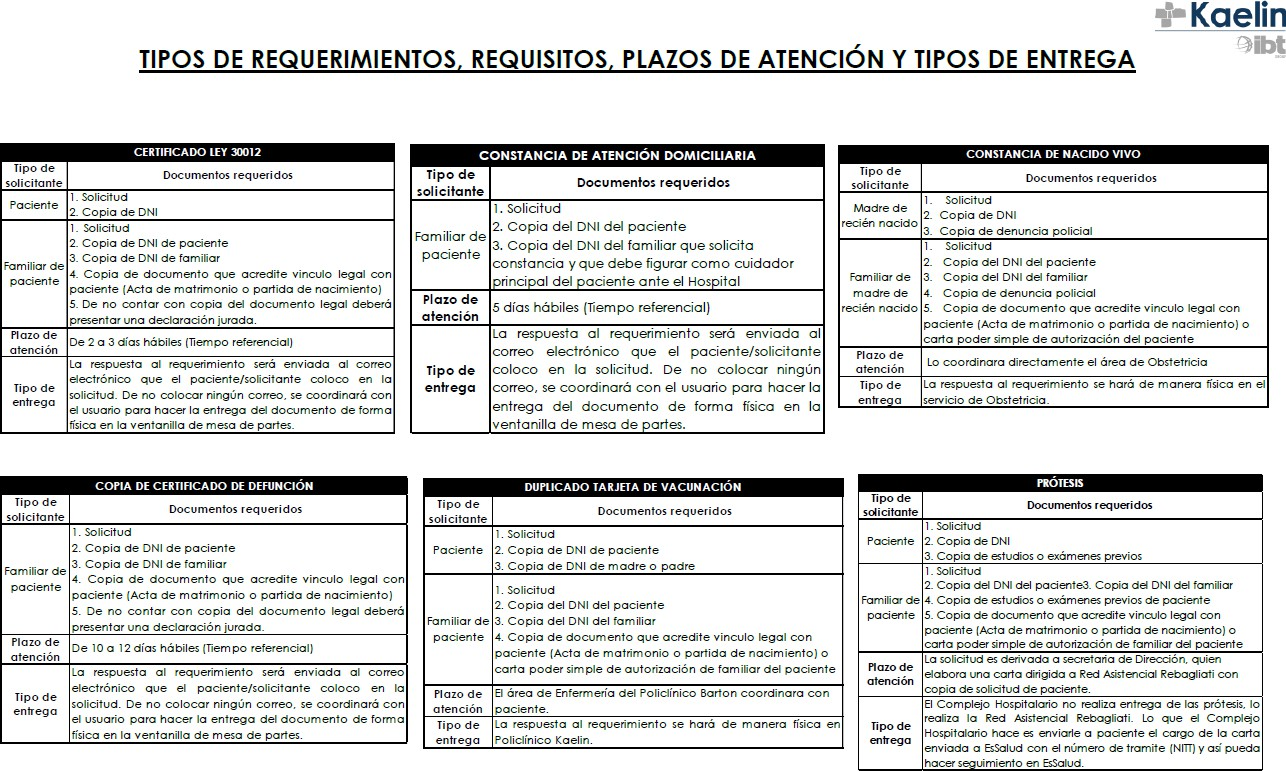 Kaelin
ibt
TIPOS DE REQUERIMIENTOS, REQUISITOS, PLAZOS DE ATENCIÓN Y TIPOS DE ENTREGA
CERTIFICADO LEY 30012
Tipo de
solicitante
Documentos requeridos
Paciente
1. Solicitud
2. Copia de DNI
Familiar de
paciente
1. Solicitud
2. Copia de DNI de paciente
3. Copia de DNI de familiar
4. Copia de documento que acredite vinculo legal con
paciente (Acta de matrimonio o partida de nacimiento)
5. De no contar con copia del documento legal deberá
presentar una declaración jurada.
Plazo de
atención
De 2 a 3 días hábiles (Tiempo referencial)
Tipo de
entrega
La respuesta al requerimiento será enviada al correo
electrónico que el paciente/solicitante coloco en la
solicitud. De no colocar ningún correo, se coordinará con
el usuario para hacer la entrega del documento de forma
física en la ventanilla de mesa de partes.
CONSTANCIA DE ATENCIÓN DOMICILIARIA
Tipo de
solicitante
Documentos requeridos
Familiar de
paciente
1. Solicitud
2. Copia del DNI del paciente
3. Copia del DNI del familiar que solicita
constancia y que debe figurar como cuidador
principal del paciente ante el Hospital
Plazo de
atención
5 días hábiles (Tiempo referencial)
Tipo de
entrega
La respuesta al requerimiento será enviada al
correo electrónico que el paciente/solicitante
coloco en la solicitud. De no colocar ningún
correo, se coordinará con el usuario para hacer la
entrega del documento de forma física en la
ventanilla de mesa de partes.
CONSTANCIA DE NACIDO VIVO
Tipo de
solicitante
Documentos requeridos
Madre de
recién nacido
1. Solicitud
2. Copia de DNI
3. Copia de denuncia policial
Familiar de
madre de
recién nacido
1. Solicitud
2. Copia del DNI del paciente
3. Copia del DNI del familiar
4. Copia de denuncia policial
5. Copia de documento que acredite vinculo legal con
paciente (Acta de matrimonio o partida de nacimiento) o
carta poder simple de autorización del paciente
Plazo de
atención
Lo coordinara directamente el área de Obstetricia
Tipo de
entrega
La respuesta al requerimiento se hará de manera física en el
servicio de Obstetricia.
COPIA DE CERTIFICADO DE DEFUNCIÓN
Tipo de
solicitante
Documentos requeridos
Familiar de
paciente
1. Solicitud
2. Copia de DNI de paciente
3. Copia de DNI de familiar
4. Copia de documento que acredite vinculo legal con
paciente (Acta de matrimonio o partida de nacimiento)
5. De no contar con copia del documento legal deberá
presentar una declaración jurada.
Plazo de
atención
De 10 a 12 días hábiles (Tiempo referencial)
Tipo de
entrega
La respuesta al requerimiento será enviada al correo
electrónico que el paciente/solicitante coloco en la
solicitud. De no colocar ningún correo, se coordinará con
el usuario para hacer la entrega del documento de forma
física en la ventanilla de mesa de partes.
DUPLICADO TARJETA DE VACUNACIÓN
Tipo de
solicitante
Documentos requeridos
Paciente
1. Solicitud
2. Copia de DNI de paciente
3. Copia de DNI de madre o padre
Familiar de
paciente
1. Solicitud
2. Copia del DNI del paciente
3. Copia del DNI del familiar
4. Copia de documento que acredite vinculo legal con
paciente (Acta de matrimonio o partida de nacimiento) o
carta poder simple de autorización de familiar del paciente
Plazo de
atención
El área de Enfermería del Policlínico Barton coordinara con
paciente.
Tipo de
entrega
La respuesta al requerimiento se hará de manera física en
Policlínico Kaelin.
PRÓTESIS
Tipo de
solicitante
Documentos requeridos
Paciente
1. Solicitud
2. Copia de DNI
3. Copia de estudios o exámenes previos
Familiar de
paciente
1. Solicitud
2. Copia del DNI del paciente3. Copia del DNI del familiar
4. Copia de estudios o exámenes previos de paciente
5. Copia de documento que acredite vinculo legal con
paciente (Acta de matrimonio o partida de nacimiento) o
carta poder simple de autorización de familiar del paciente
Plazo de
atención
La solicitud es derivada a secretaria de Dirección, quien
elabora una carta dirigida a Red Asistencial Rebagliati con
copia de solicitud de paciente.
Tipo de
entrega
El Complejo Hospitalario no realiza entrega de las prótesis, lo
realiza la Red Asistencial Rebagliati. Lo que el Complejo
Hospitalario hace es enviarle a paciente el cargo de la carta
enviada a EsSalud con el número de tramite (NITT) y así pueda
hacer seguimiento en EsSalud.